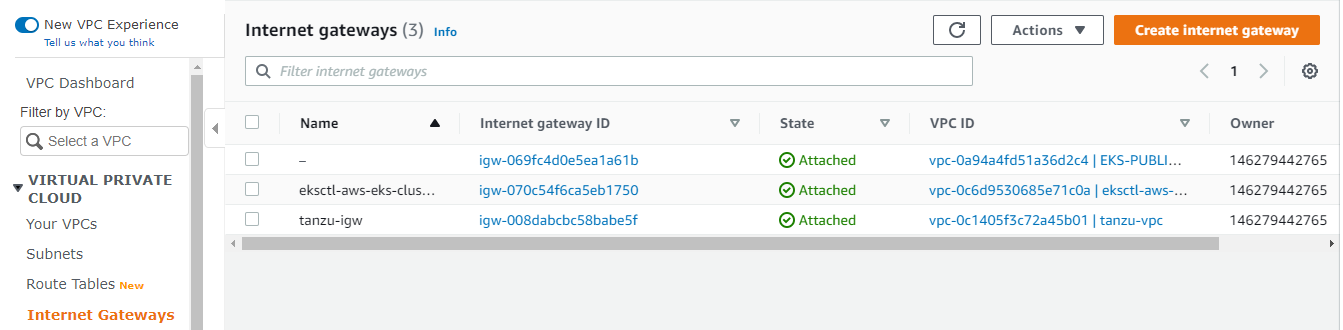 New VPC Experience
Tell us what you think
VPC Dashboard
Filter by VPC:
Select a VPC
VIRTUAL PRIVATE
CLOUD
Your VPCs
Subnets
Route Tables New
Internet Gateways
Internet gateways (3) Info
Actions
Create internet gateway
Filter internet gateways
1
Name Internet gateway ID State VPC ID Owner
– igw-069fc4d0e5ea1a61b Attached vpc-0a94a4fd51a36d2c4 | EKS-PUBLI... 146279442765
eksctl-aws-eks-clus... igw-070c54f6ca5eb1750 Attached vpc-0c6d9530685e71c0a | eksctl-aws-... 146279442765
tanzu-igw igw-008dabcbc58babe5f Attached vpc-0c1405f3c72a45b01 | tanzu-vpc 146279442765